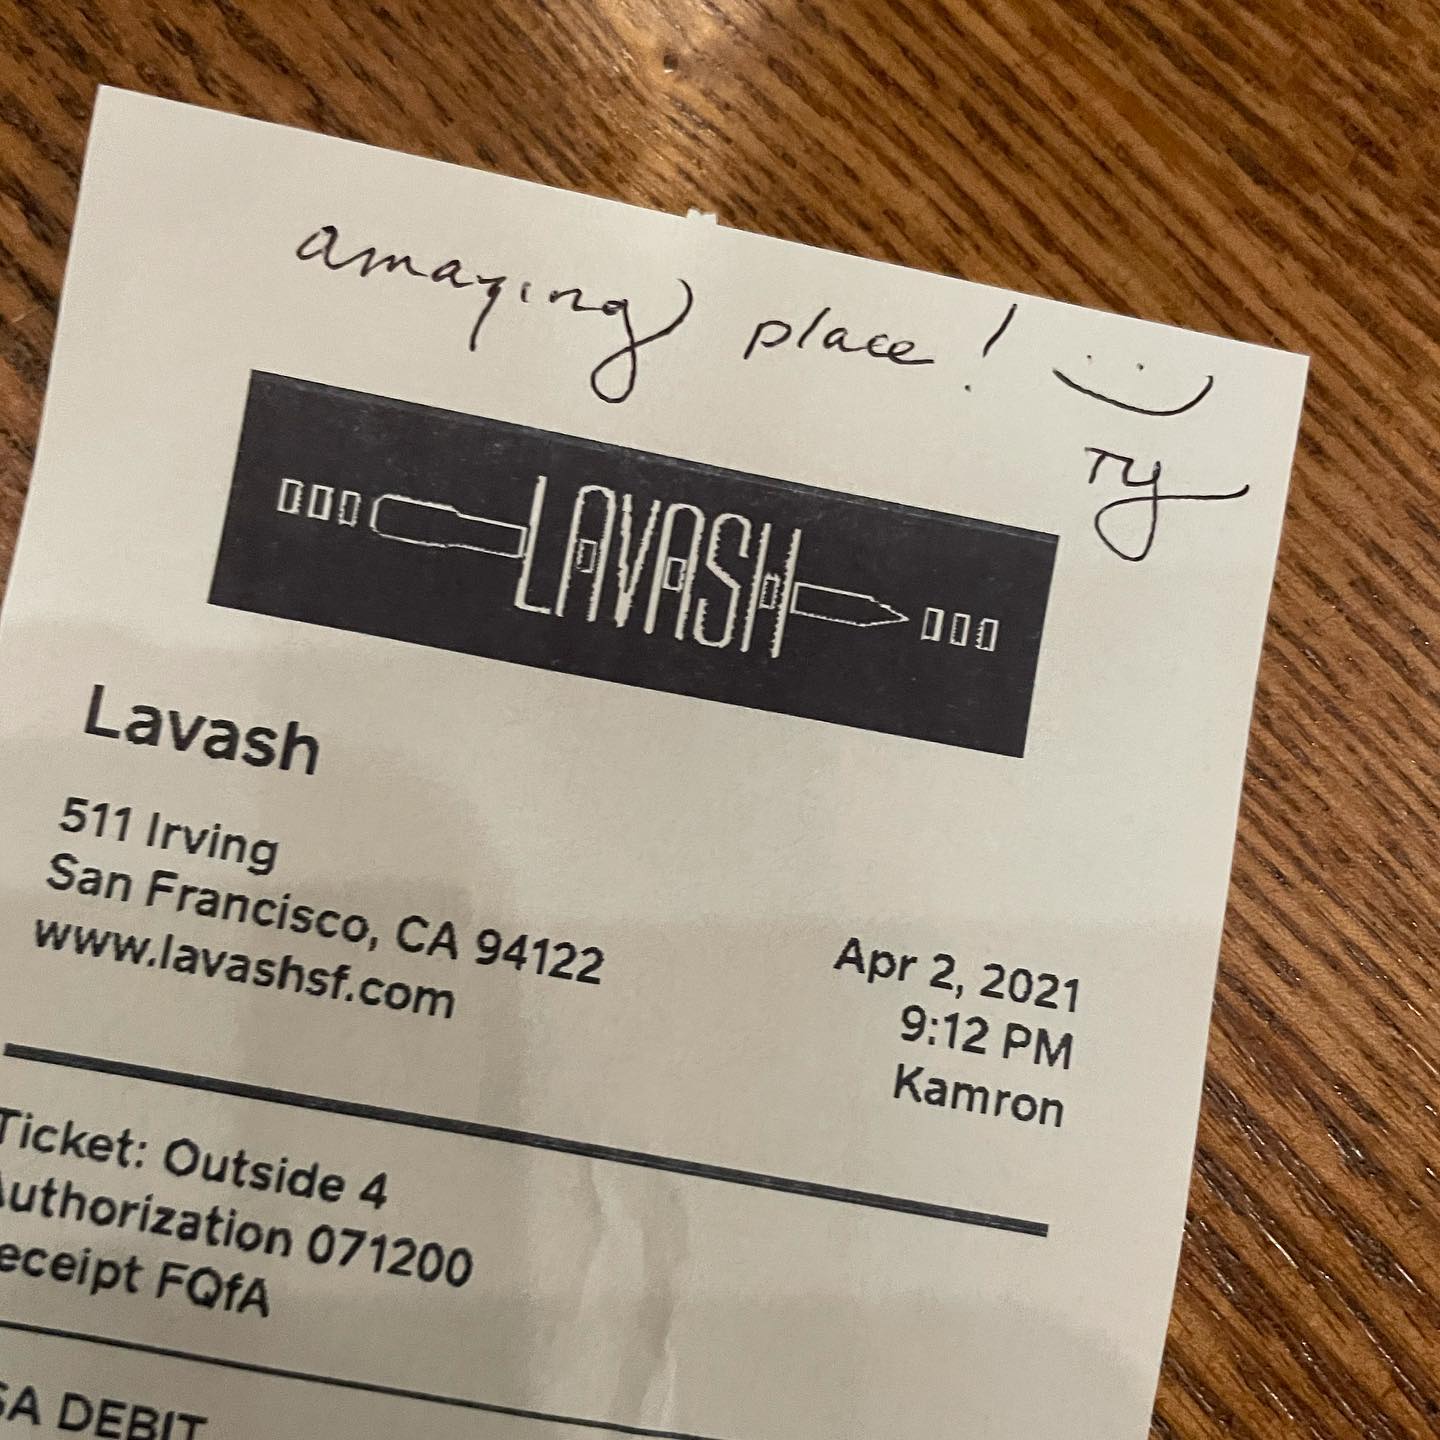 amazing place! :)
Ty
LAVASH
Lavash
511 Irving
San Francisco, CA 94122
www.lavashsf.com
Apr 2, 2021
9:12 PM
Kamron
Ticket: Outside 4
Authorization 071200
eceipt FQfA
SA DEBIT